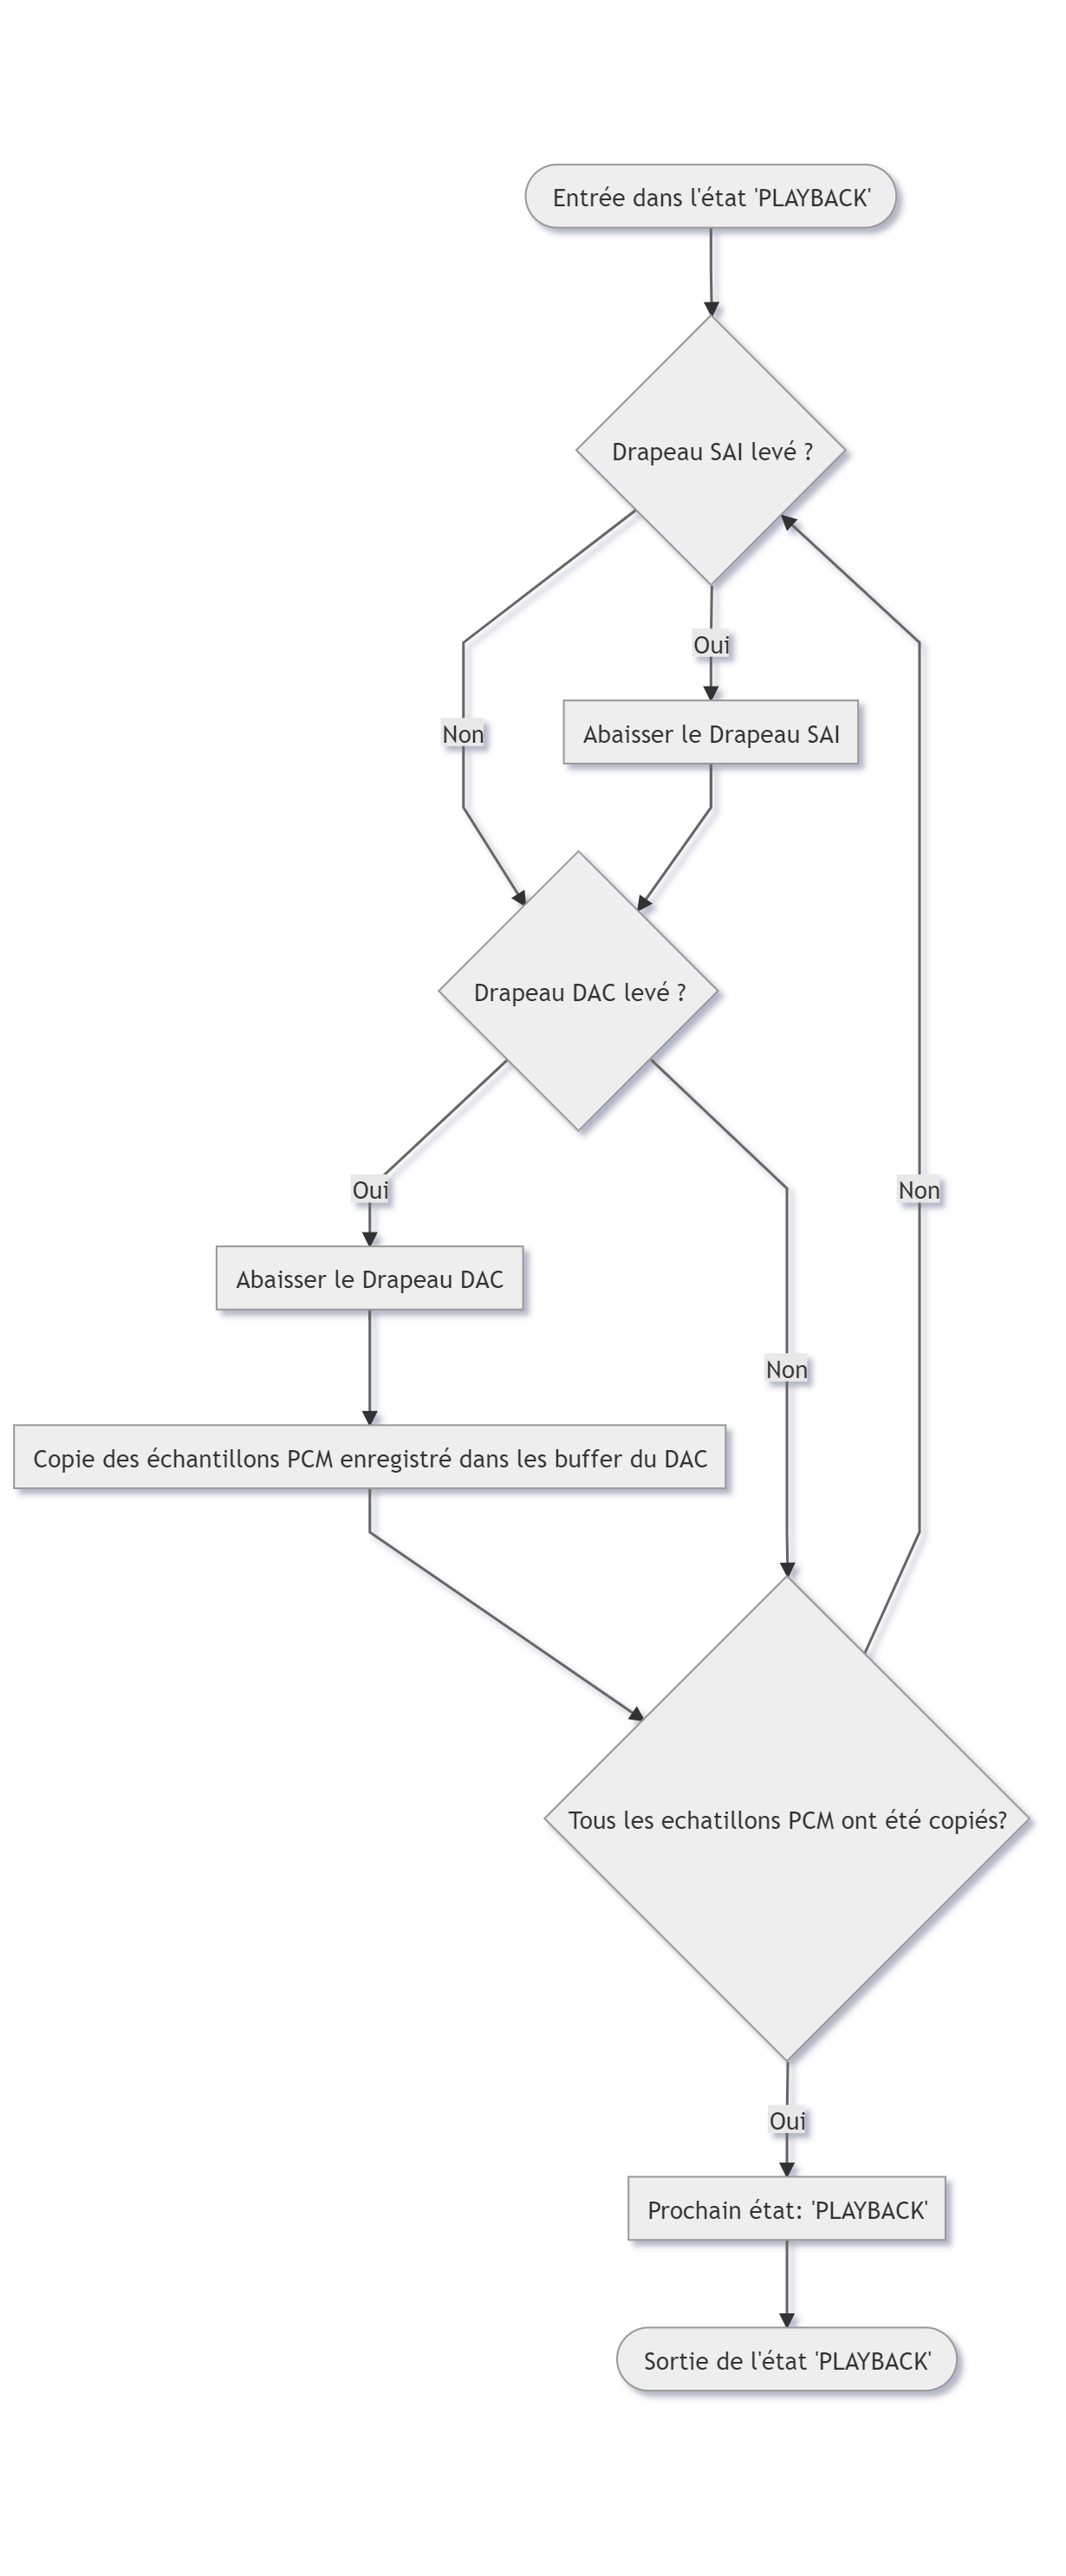 Entrée dans l'état 'PLAYBACK'
Drapeau SAI levé ?
Oui
Non
Abaisser le Drapeau SAI
Drapeau DAC levé ?
Oui
Non
Abaisser le Drapeau DAC
Non
Copie des échantillons PCM enregistré dans les buffer du DAC
Tous les echatillons PCM ont été copiés?
Oui
Prochain état: 'PLAYBACK'
Sortie de l'état 'PLAYBACK'